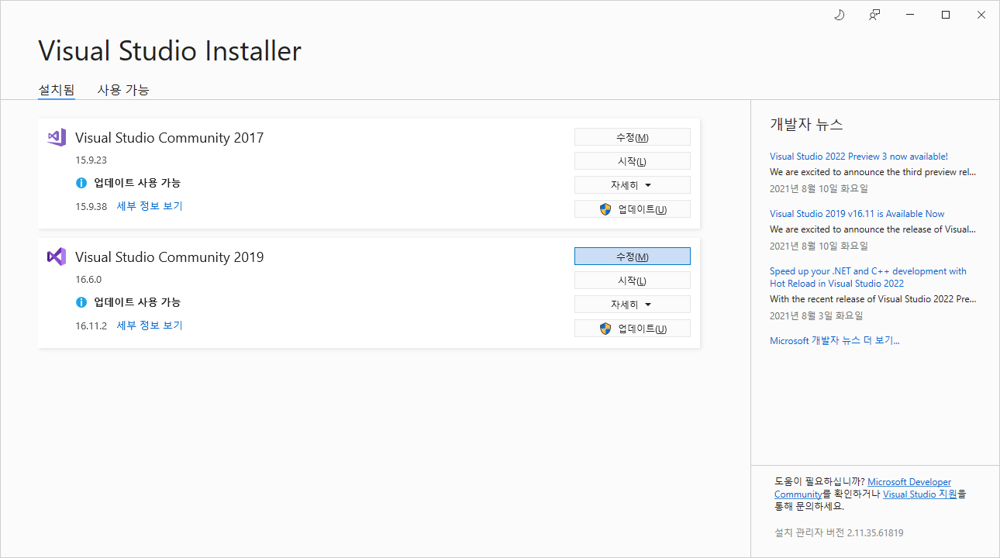 Visual Studio Installer
설치됨 사용 가능
Visual Studio Community 2017
15.9.23
업데이트 사용 가능
15.9.38 세부 정보 보기
수정(M)
시작(L)
자세히
업데이트(U)
Visual Studio Community 2019
16.6.0
업데이트 사용 가능
16.11.2 세부 정보 보기
수정(M)
시작(L)
자세히
업데이트(U)
개발자 뉴스
Visual Studio 2022 Preview 3 now available!
We are excited to announce the third preview rel...
2021년 8월 10일 화요일
Visual Studio 2019 v16.11 is Available Now
We are excited to announce the release of Visual...
2021년 8월 10일 화요일
Speed up your .NET and C++ development with
Hot Reload in Visual Studio 2022
With the recent release of Visual Studio 2022 Pre...
2021년 8월 3일 화요일
Microsoft 개발자 뉴스 더 보기...
도움이 필요하십니까? Microsoft Developer
Community를 확인하거나 Visual Studio 지원을
통해 문의하세요.
설치 관리자 버전 2.11.35.61819